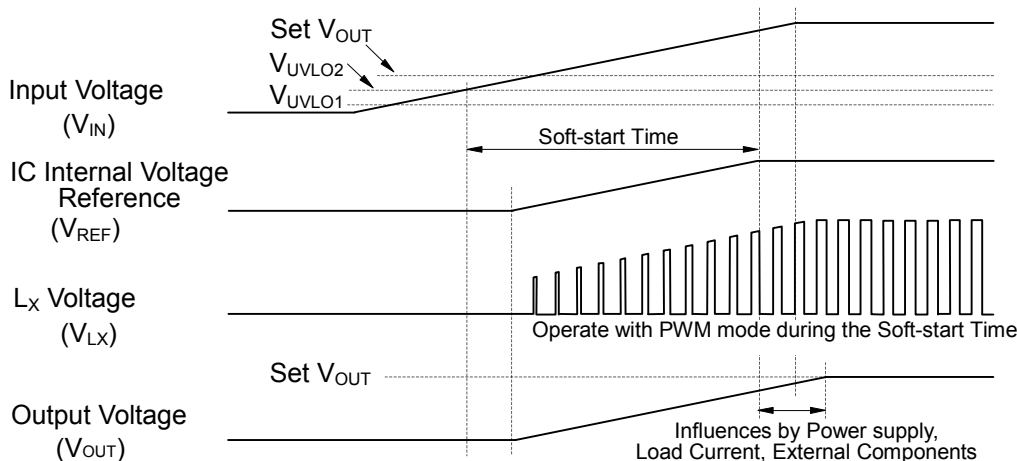 Set VOUT
VUVLO2
VUVLO1
Input Voltage
(VIN)
Soft-start Time
IC Internal Voltage
Reference
(VREF)
LX Voltage
(VLX)
Operate with PWM mode during the Soft-start Time
Set VOUT
Output Voltage
(VOUT)
Influences by Power supply,
Load Current, External Components